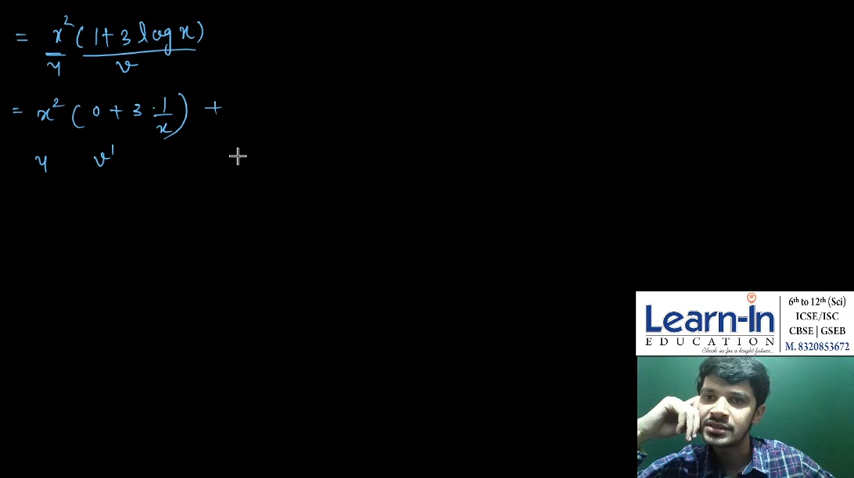 = x² (1+3 log x)
u v
= x² (0 + 3 · 1/x) +
u v'
Learn-In
EDUCATION
Check in for a bright future...
6th to 12th (Sci)
ICSE/ISC
CBSE | GSEB
M. 8320853672